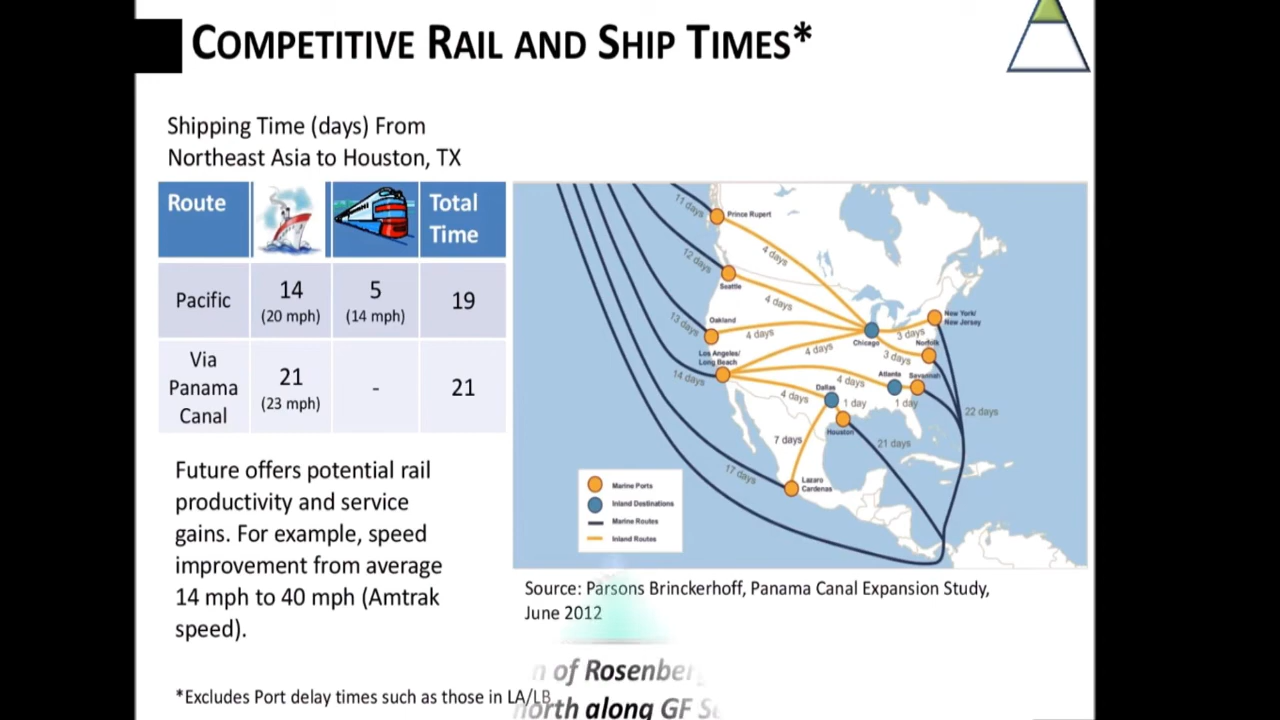 COMPETITIVE RAIL AND SHIP TIMES*
Shipping Time (days) From
Northeast Asia to Houston, TX
Route
Total
Time
Pacific
14
(20 mph)
5
(14 mph)
19
Via
Panama
Canal
21
(23 mph)
-
21
Future offers potential rail
productivity and service
gains. For example, speed
improvement from average
14 mph to 40 mph (Amtrak
speed).
*Excludes Port delay times such as those in LA/LB
11 days
Prince Rupert
4 days
12 days
Seattle
4 days
13 days
Oakland
4 days
Chicago
3 days
New York/
New Jersey
Norfolk
3 days
Los Angeles/
Long Beach
4 days
14 days
4 days
Atlanta
Savannah
4 days
Dallas
1 day
1 day
22 days
Houston
21 days
7 days
17 days
Lazaro
Cardenas
Marine Ports
Inland Destinations
Marine Routes
Inland Routes
Source: Parsons Brinckerhoff, Panama Canal Expansion Study,
June 2012
of Rosenber
north along GF